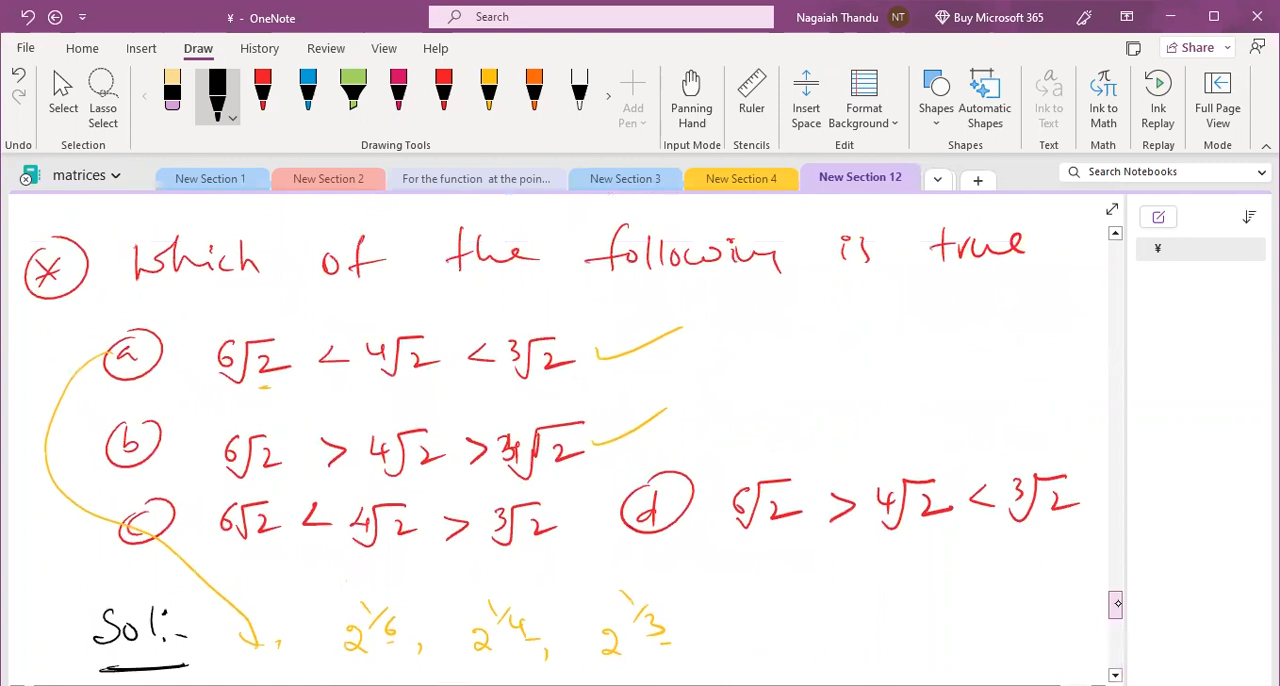 ¥ - OneNote
Search
Nagaiah Thandu NT
Buy Microsoft 365
File Home Insert Draw History Review View Help
Share
Select
Lasso Select
Add Pen
Panning Hand
Ruler
Insert Space
Format Background
Shapes
Automatic Shapes
Ink to Text
Ink to Math
Ink Replay
Full Page View
Undo Selection Drawing Tools Input Mode Stencils Edit Shapes Text Math Replay Mode
matrices
New Section 1 New Section 2 For the function at the poin... New Section 3 New Section 4 New Section 12
Search Notebooks
¥
Which of the following is true
a 6√2 < 4√2 < 3√2
b 6√2 > 4√2 > 3√2
c 6√2 < 4√2 > 3√2
d 6√2 > 4√2 < 3√2
Sol:- 2^1/6, 2^1/4, 2^1/3